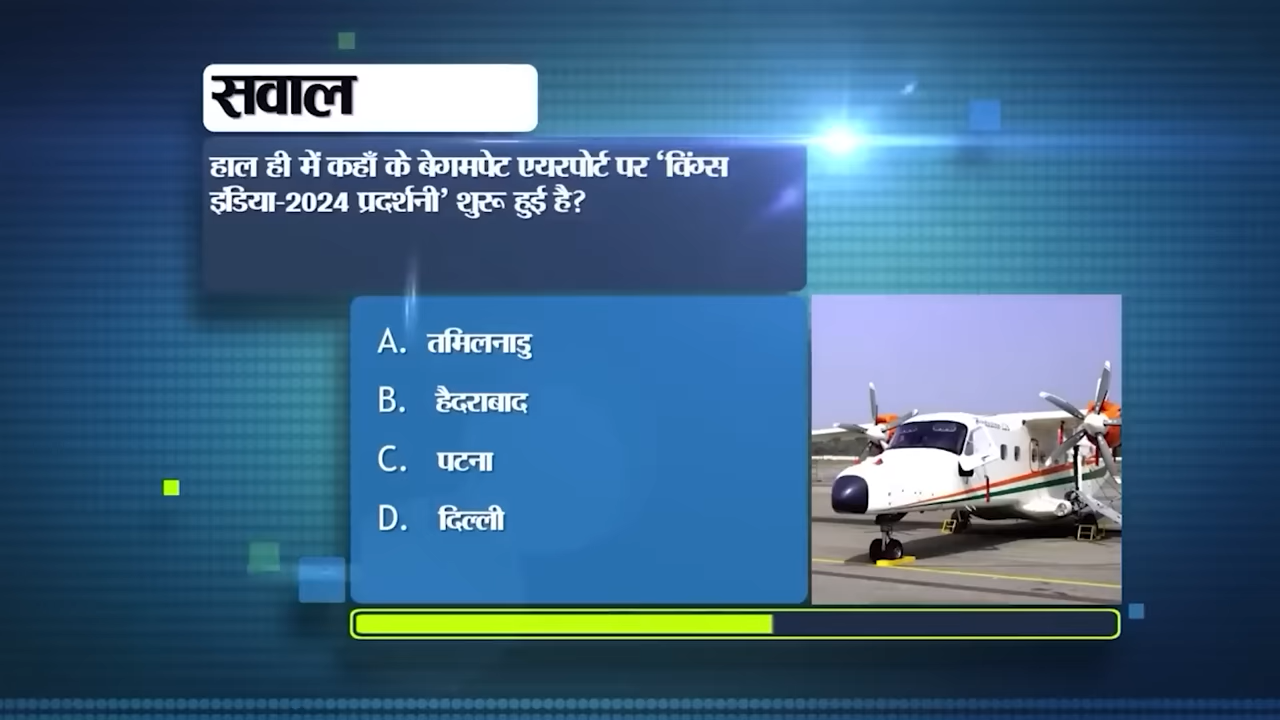 सवाल
हाल ही में कहाँ के बेगमपेट एयरपोर्ट पर ‘विंग्स
इंडिया-2024 प्रदर्शनी’ शुरू हुई है?
A. तमिलनाडु
B. हैदराबाद
C. पटना
D. दिल्ली